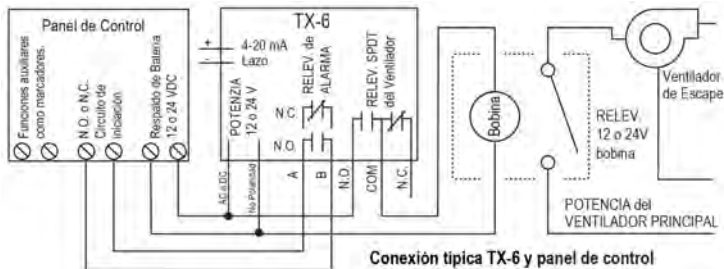 Panel de Control
Funciones auxiliares
como marcadores.
N.O. o N.C.
Circuito de
inicación.
Respaldo de Batería
12 o 24 VDC
TX-6
+
-
4-20 mA
Lazo
POTENZIA
12 o 24 V.
RELEV. de
ALARMA
N.C.
N.O.
RELEV. SPDT
del Ventilador
AC o DC
No Polaridad
A
B
N.O.
COM
N.C.
Bobina
RELEV.
12 o 24V
bobina
Ventilador
de Escape
POTENCIA del
VENTILADOR PRINCIPAL
Conexión típica TX-6 y panel de control